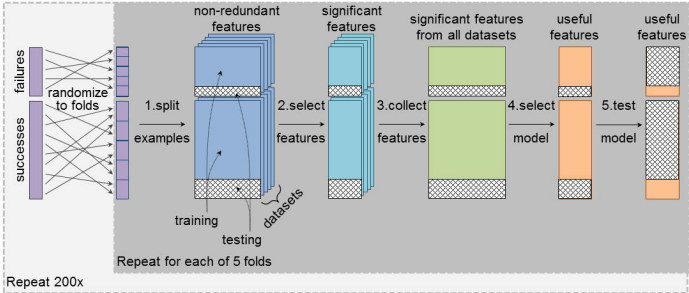 non-redundant
features
significant
features
significant features
from all datasets
useful
features
useful
features
failures
successes
randomize
to folds
1.split
examples
2.select
features
3.collect
features
4.select
model
5.test
model
training
testing
datasets
Repeat for each of 5 folds
Repeat 200x